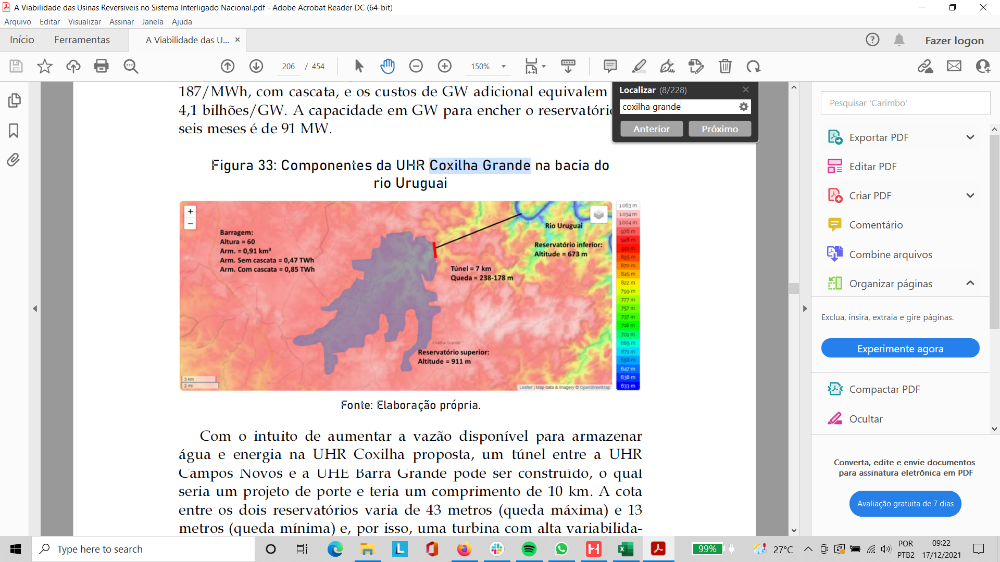 A Viabilidade das Usinas Reversiveis no Sistema Interligado Nacional.pdf - Adobe Acrobat Reader DC (64-bit)
Arquivo Editar Visualizar Assinar Janela Ajuda
Início Ferramentas A Viabilidade das U... × Fazer logon
206 / 454 150%
187/MWh, com cascata, e os custos de GW adicional equivalem
4,1 bilhões/GW. A capacidade em GW para encher o
seis meses é de 91 MW.
Localizar (8/228)
coxilha grande
Anterior Próximo
Figura 33: Componentes da UHR Coxilha Grande na bacia do
rio Uruguai
+
−
Barragem:
Altura = 60
Arm. = 0,91 km³
Arm. Sem cascata = 0,47 TWh
Arm. Com cascata = 0,85 TWh
Rio Uruguai
Reservatório inferior:
Altitude = 673 m
Túnel = 7 km
Queda = 238-178 m
Coxilha Grande
Reservatório superior:
Altitude = 911 m
3 km
2 mi
Leaflet | Map data & imagery © OpenStreetMap
1.063 m
1.034 m
1.004 m
976 m
948 m
921 m
895 m
870 m
845 m
822 m
799 m
777 m
757 m
737 m
718 m
701 m
685 m
671 m
658 m
647 m
638 m
633 m
Fonte: Elaboração própria.
Com o intuito de aumentar a vazão disponível para armazenar
água e energia na UHR Coxilha proposta, um túnel entre a UHR
Campos Novos e a UHE Barra Grande pode ser construído, o qual
seria um projeto de porte e teria um comprimento de 10 km. A cota
entre os dois reservatórios varia de 43 metros (queda máxima) e 13
metros (queda mínima) e, por isso, uma turbina com alta variabilida-
Pesquisar 'Carimbo'
Exportar PDF
Editar PDF
Criar PDF
Comentário
Combine arquivos
Organizar páginas
Exclua, insira, extraia e gire páginas.
Experimente agora
Compactar PDF
Ocultar
Converta, edite e envie documentos
para assinatura eletrônica em PDF
Avaliação gratuita de 7 dias
Type here to search
99%
27°C
POR
PTB2
09:22
17/12/2021